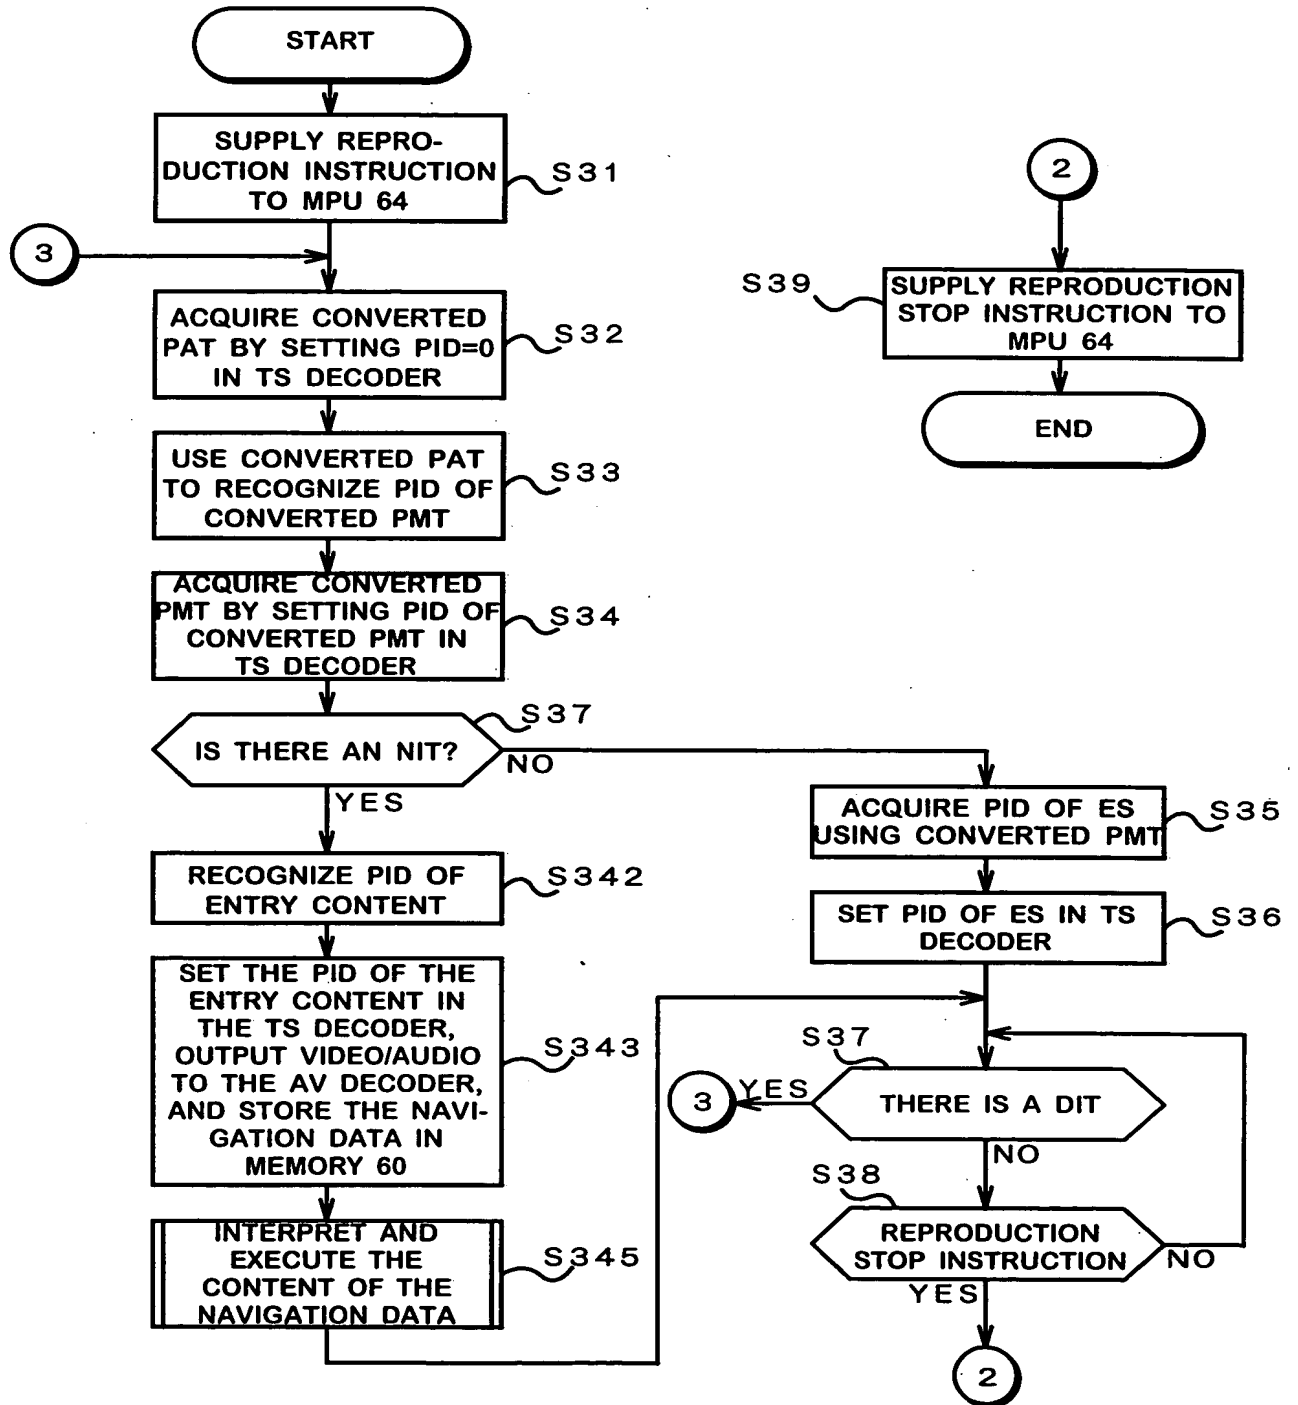 START
SUPPLY REPRO-
DUCTION INSTRUCTION
TO MPU 64
S31
3
ACQUIRE CONVERTED
PAT BY SETTING PID=0
IN TS DECODER
S32
USE CONVERTED PAT
TO RECOGNIZE PID OF
CONVERTED PMT
S33
ACQUIRE CONVERTED
PMT BY SETTING PID OF
CONVERTED PMT IN
TS DECODER
S34
IS THERE AN NIT?
S37
NO
YES
RECOGNIZE PID OF
ENTRY CONTENT
S342
SET THE PID OF THE
ENTRY CONTENT IN
THE TS DECODER,
OUTPUT VIDEO/AUDIO
TO THE AV DECODER,
AND STORE THE NAVI-
GATION DATA IN
MEMORY 60
S343
INTERPRET AND
EXECUTE THE
CONTENT OF THE
NAVIGATION DATA
S345
2
S39
SUPPLY REPRODUCTION
STOP INSTRUCTION TO
MPU 64
END
ACQUIRE PID OF ES
USING CONVERTED PMT
S35
SET PID OF ES IN TS
DECODER
S36
S37
THERE IS A DIT
YES
3
NO
S38
REPRODUCTION
STOP INSTRUCTION
NO
YES
2